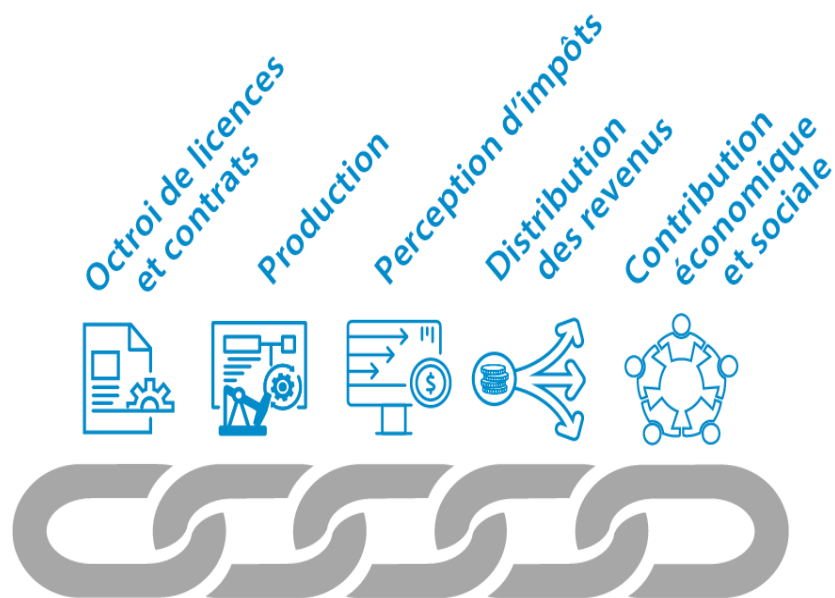 Octroi de licences
et contrats
Production
Perception d'impôts
Distribution
des revenus
Contribution
économique
et sociale
$